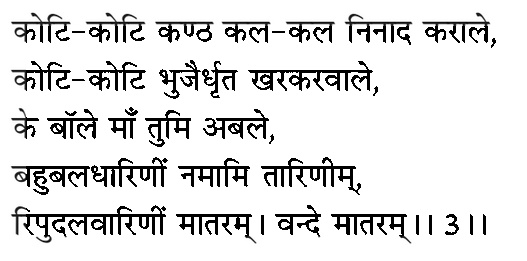 कोटि-कोटि कण्ठ कल-कल निनाद कराले,
कोटि-कोटि भुजैर्धृत खरकरवाले,
के बॉले माँ तुमि अबले,
बहुबलधारिणीं नमामि तारिणीम्,
रिपुदलवारिणीं मातरम्। वन्दे मातरम्।। 3।।